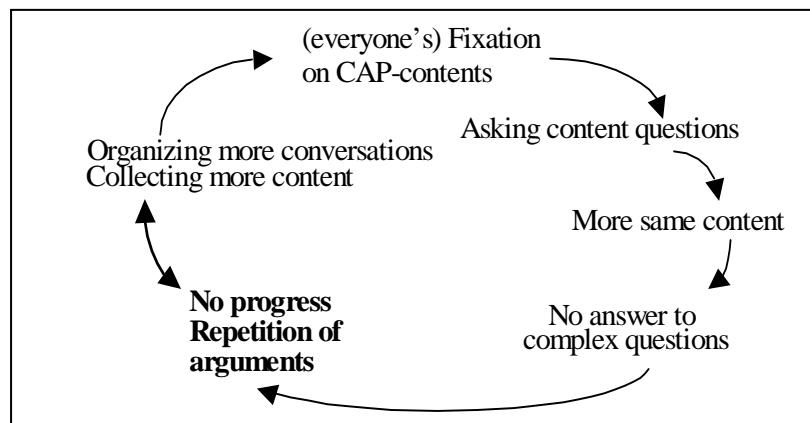 (everyone’s) Fixation
on CAP-contents
Asking content questions
More same content
No answer to
complex questions
No progress
Repetition of
arguments
Organizing more conversations
Collecting more content